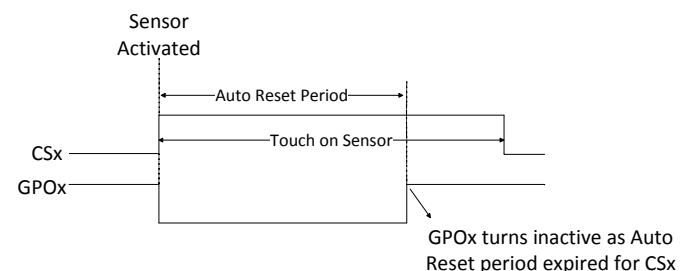 Sensor
Activated
Auto Reset Period
Touch on Sensor
CSx
GPOx
GPOx turns inactive as Auto
Reset period expired for CSx